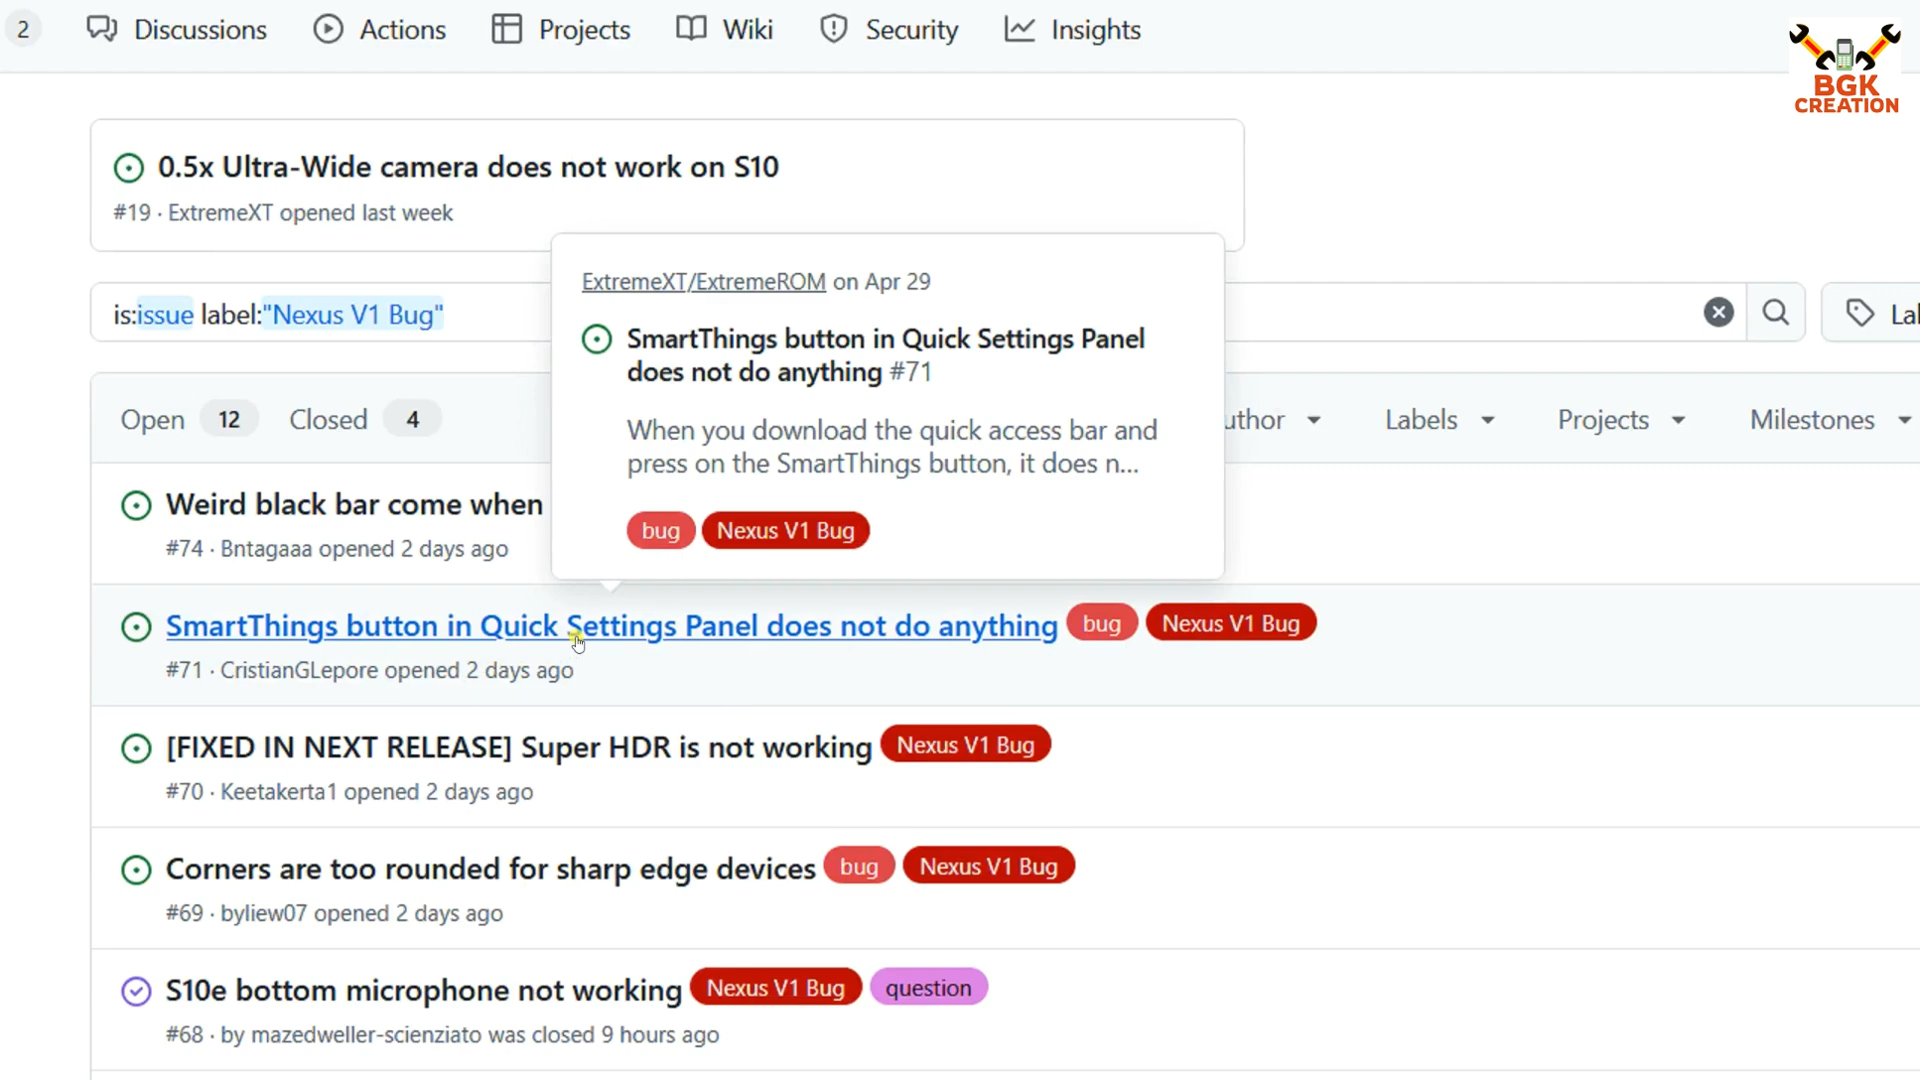 2 Discussions Actions Projects Wiki Security Insights
BGK
CREATION
0.5x Ultra-Wide camera does not work on S10
#19 · ExtremeXT opened last week
ExtremeXT/ExtremeROM on Apr 29
is:issue label:"Nexus V1 Bug"
SmartThings button in Quick Settings Panel
does not do anything #71
When you download the quick access bar and
press on the SmartThings button, it does n...
bug Nexus V1 Bug
Open 12 Closed 4 uthor Labels Projects Milestones
Weird black bar come when
#74 · Bntagaaa opened 2 days ago
SmartThings button in Quick Settings Panel does not do anything bug Nexus V1 Bug
#71 · CristianGLepore opened 2 days ago
[FIXED IN NEXT RELEASE] Super HDR is not working Nexus V1 Bug
#70 · Keetakerta1 opened 2 days ago
Corners are too rounded for sharp edge devices bug Nexus V1 Bug
#69 · byliew07 opened 2 days ago
S10e bottom microphone not working Nexus V1 Bug question
#68 · by mazedweller-scienziato was closed 9 hours ago